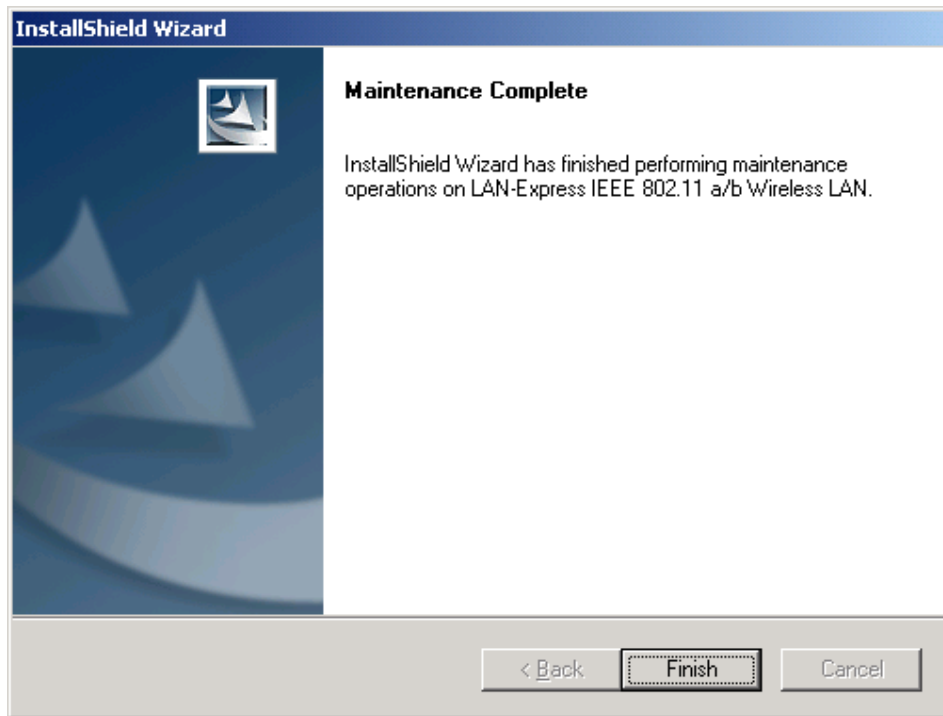 InstallShield Wizard
Maintenance Complete
InstallShield Wizard has finished performing maintenance
operations on LAN-Express IEEE 802.11 a/b Wireless LAN.
< Back
Finish
Cancel